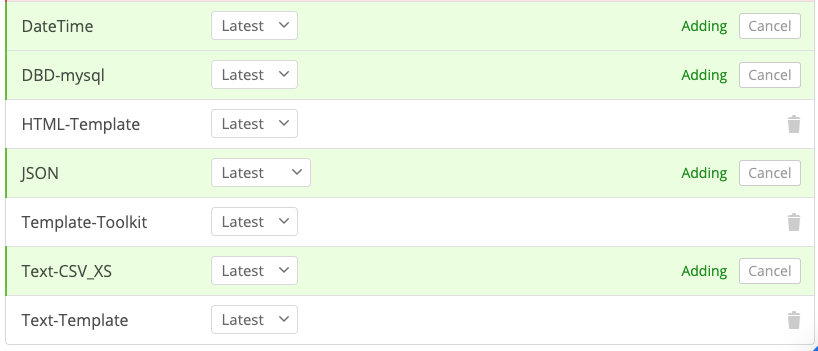 DateTime Latest Adding Cancel
DBD-mysql Latest Adding Cancel
HTML-Template Latest
JSON Latest Adding Cancel
Template-Toolkit Latest
Text-CSV_XS Latest Adding Cancel
Text-Template Latest